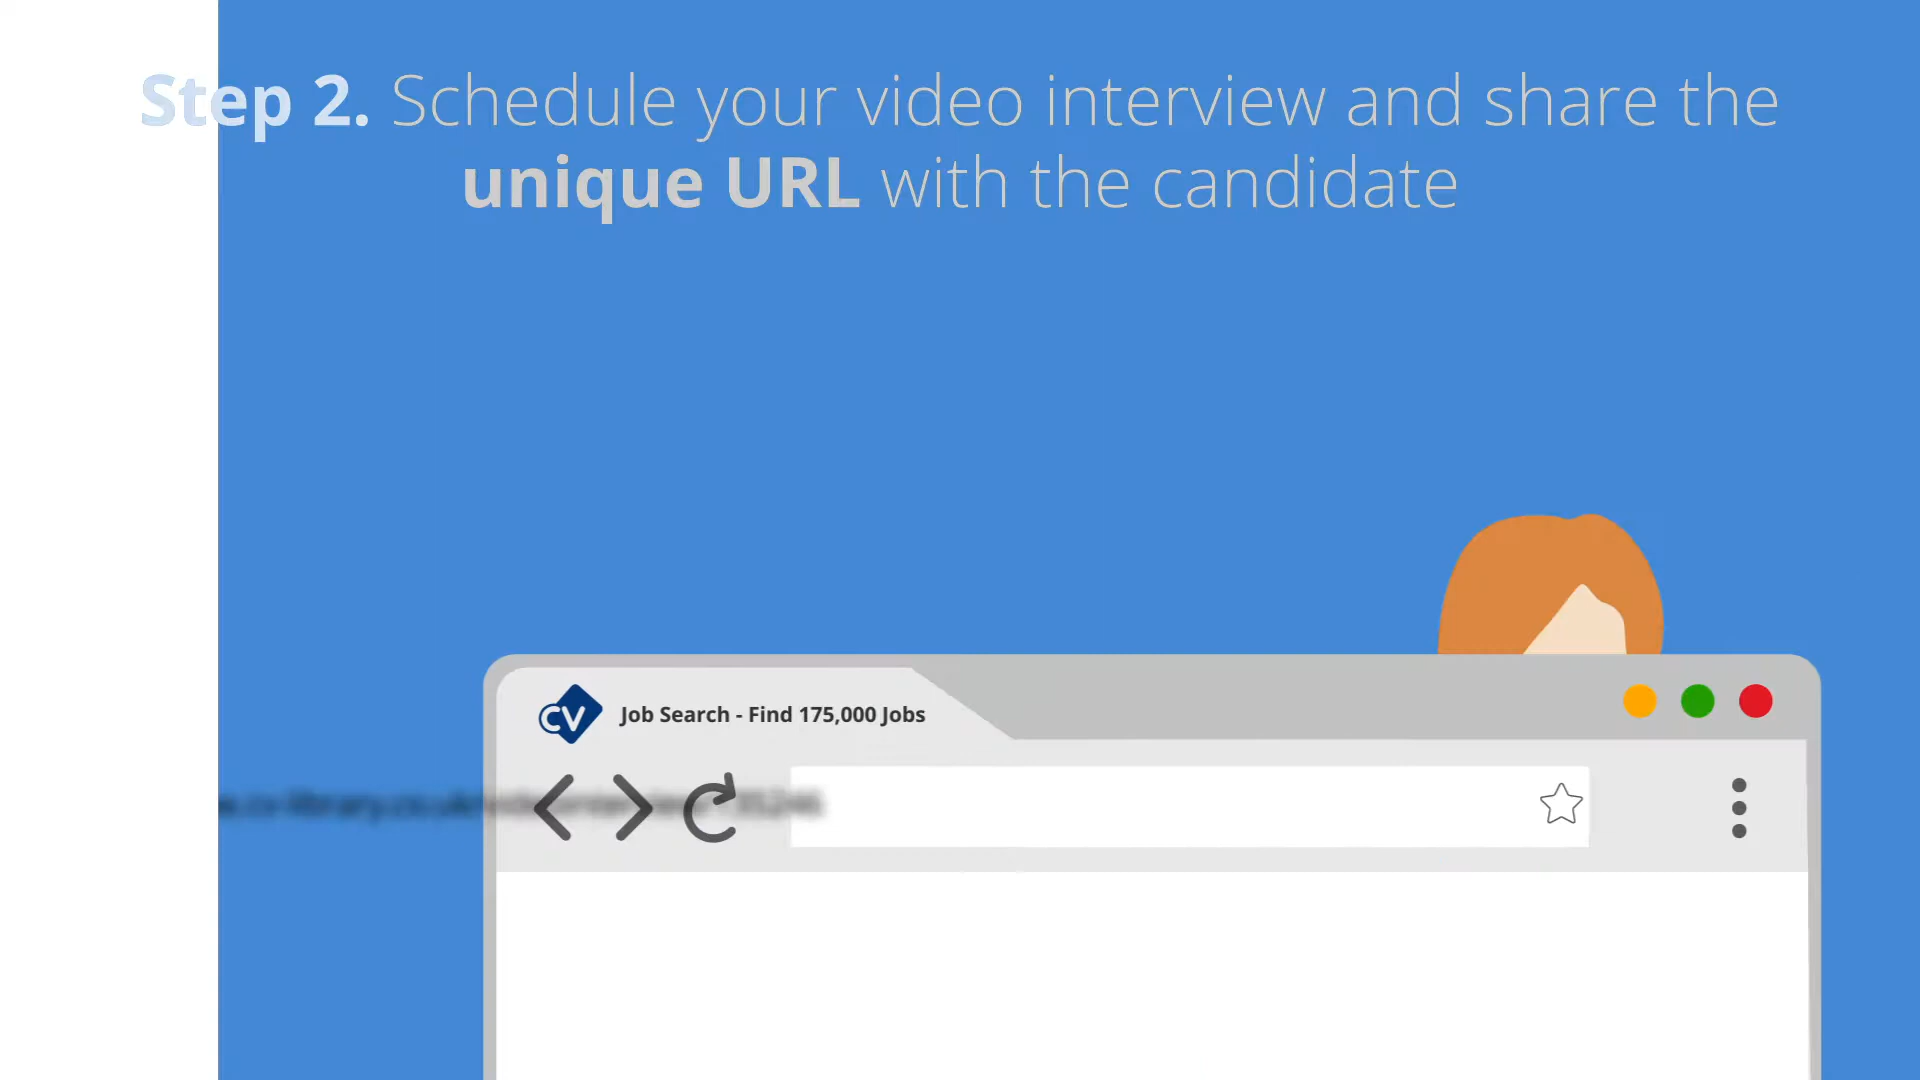 Step 2. Schedule your video interview and share the
unique URL with the candidate
CV Job Search - Find 175,000 Jobs